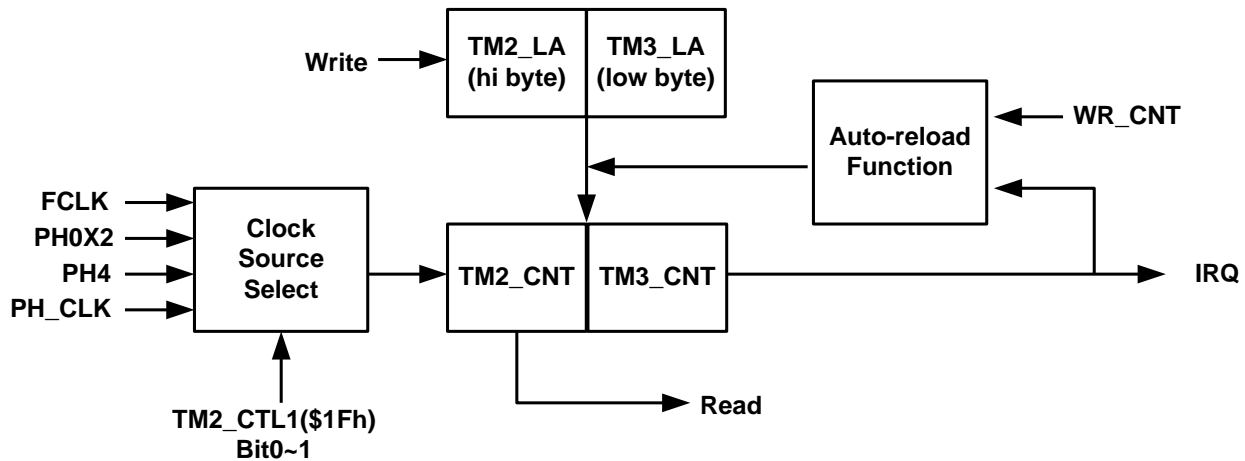 TM2_LA
(hi byte)
TM3_LA
(low byte)
Write
WR_CNT
Auto-reload
Function
FCLK
PH0X2
PH4
PH_CLK
Clock
Source
Select
TM2_CNT
TM3_CNT
IRQ
Read
TM2_CTL1($1Fh)
Bit0~1